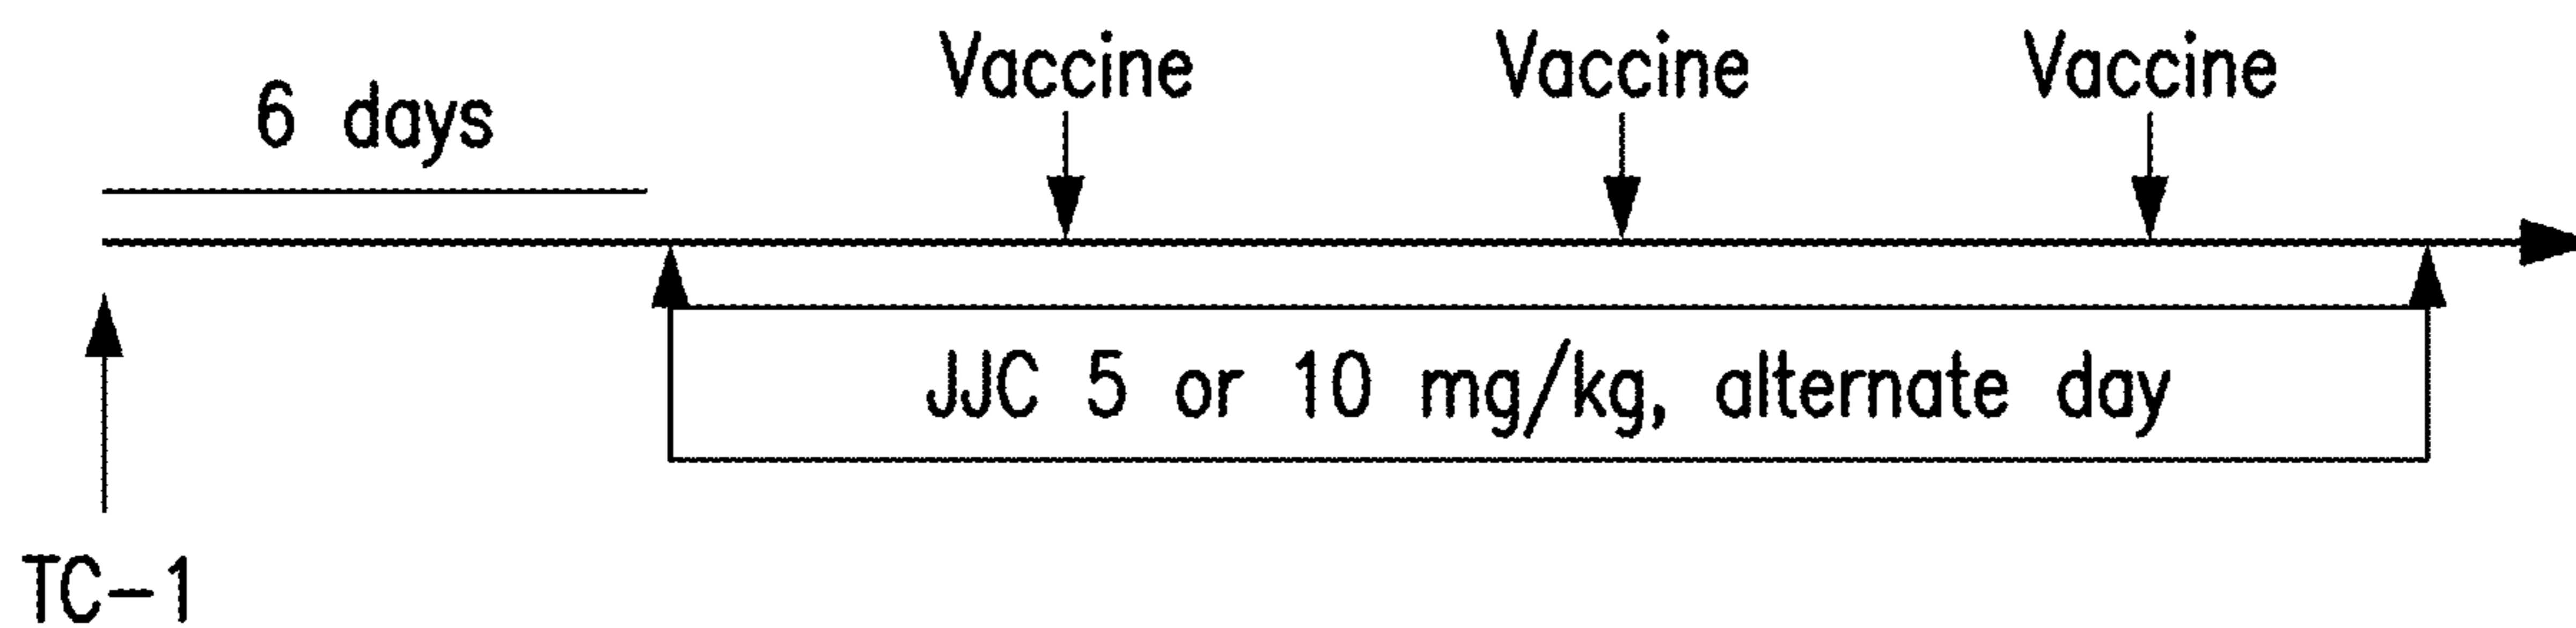 Vaccine Vaccine Vaccine
6 days
JJC 5 or 10 mg/kg, alternate day
TC-1